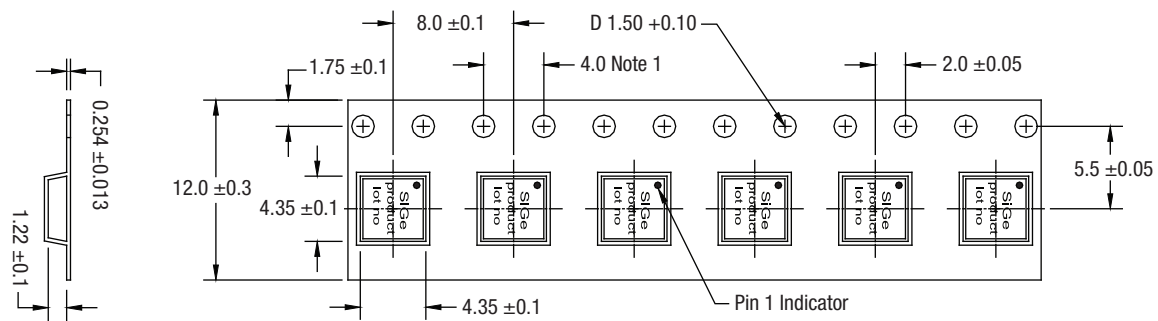 8.0 ±0.1
D 1.50 +0.10
1.75 ±0.1
4.0 Note 1
2.0 ±0.05
0.254 ±0.013
12.0 ±0.3
4.35 ±0.1
5.5 ±0.05
1.22 ±0.1
SiGe
product
lot no
SiGe
product
lot no
SiGe
product
lot no
SiGe
product
lot no
SiGe
product
lot no
SiGe
product
lot no
4.35 ±0.1
Pin 1 Indicator